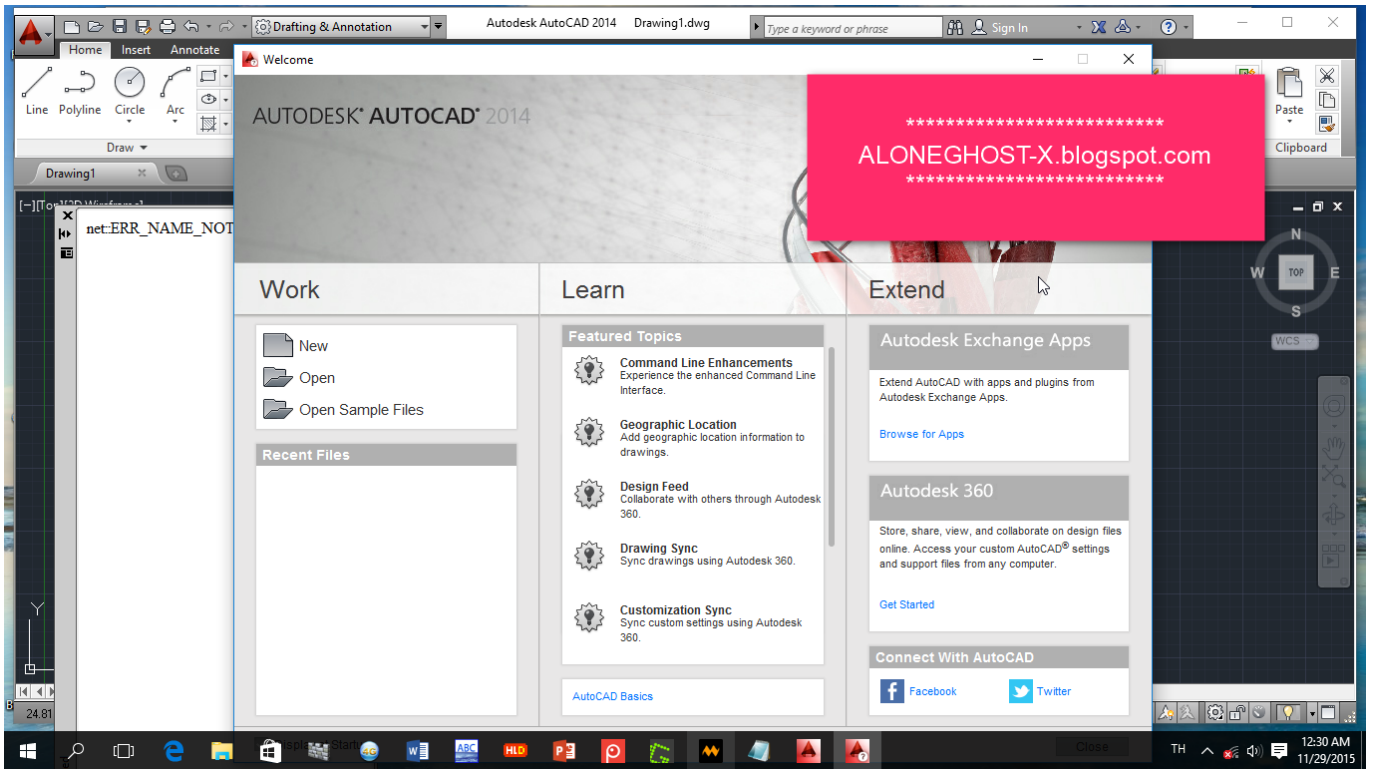 Drafting & Annotation
Autodesk AutoCAD 2014 Drawing1.dwg
Type a keyword or phrase
Sign In
Home Insert Annotate
Line Polyline Circle Arc
Draw
Paste
Clipboard
Drawing1
Welcome
AUTODESK® AUTOCAD® 2014
**************************
ALONEGHOST-X.blogspot.com
**************************
net::ERR_NAME_NOT
N
W TOP E
S
WCS
Work
New
Open
Open Sample Files
Recent Files
Learn
Featured Topics
Command Line Enhancements
Experience the enhanced Command Line
Interface.
Geographic Location
Add geographic location information to
drawings.
Design Feed
Collaborate with others through Autodesk
360.
Drawing Sync
Sync drawings using Autodesk 360.
Customization Sync
Sync custom settings using Autodesk
360.
AutoCAD Basics
Extend
Autodesk Exchange Apps
Extend AutoCAD with apps and plugins from
Autodesk Exchange Apps.
Browse for Apps
Autodesk 360
Store, share, view, and collaborate on design files
online. Access your custom AutoCAD® settings
and support files from any computer.
Get Started
Connect With AutoCAD
Facebook Twitter
Y
24.81
Close
4G
ABC
HLD
TH
12:30 AM
11/29/2015